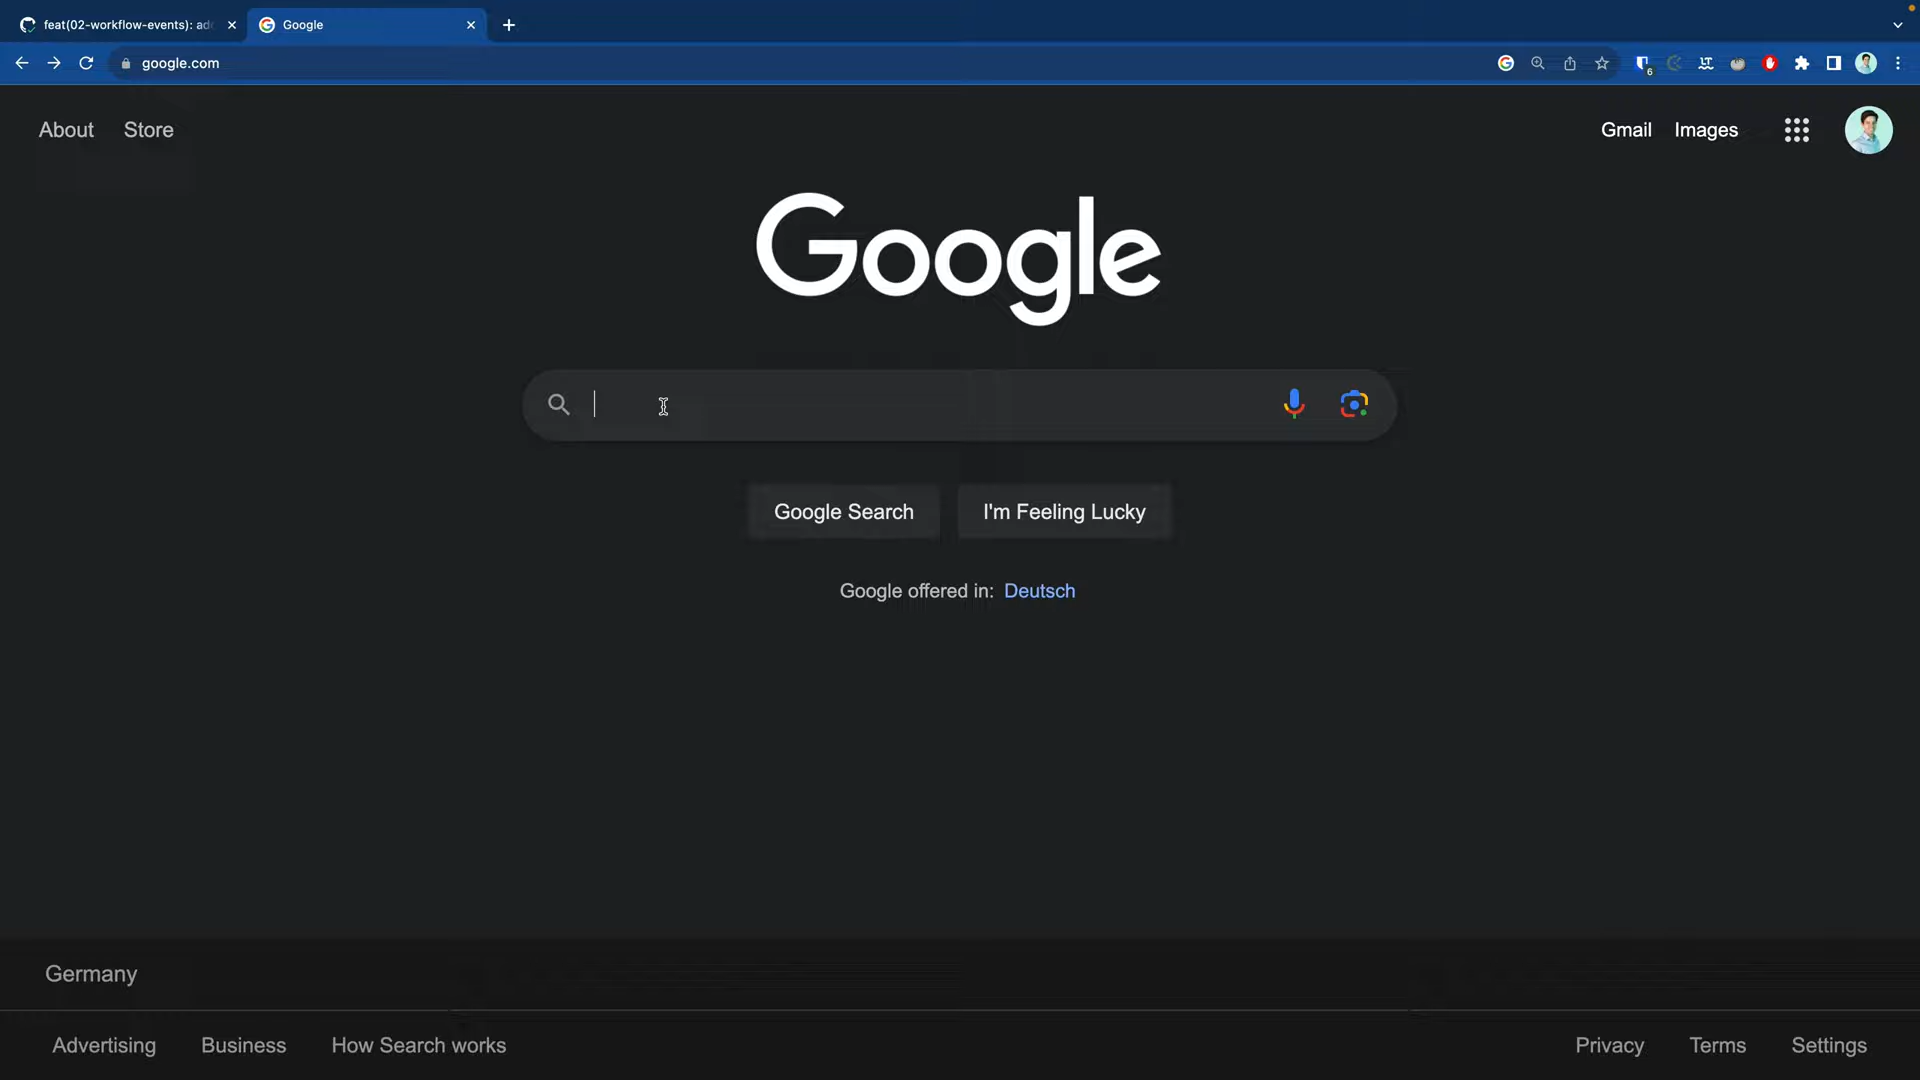 feat(02-workflow-events): ad
Google
google.com
6
About Store
Gmail Images
Google
Google Search I'm Feeling Lucky
Google offered in: Deutsch
Germany
Advertising Business How Search works
Privacy Terms Settings